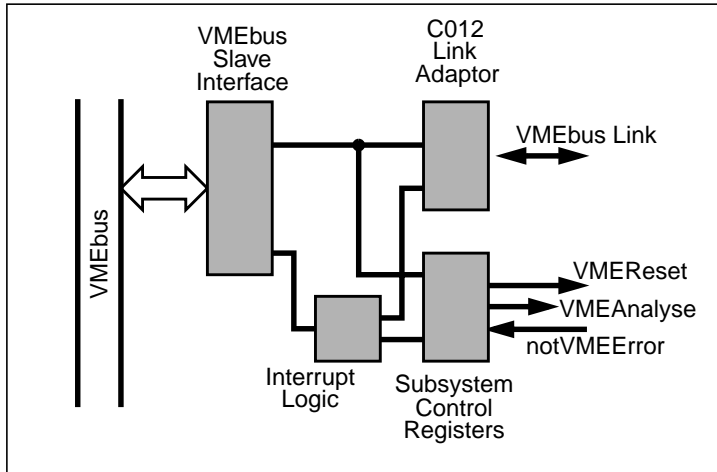 VMEbus
Slave
Interface
C012
Link
Adaptor
VMEbus Link
VMEbus
VMEReset
VMEAnalyse
notVMEError
Interrupt
Logic
Subsystem
Control
Registers